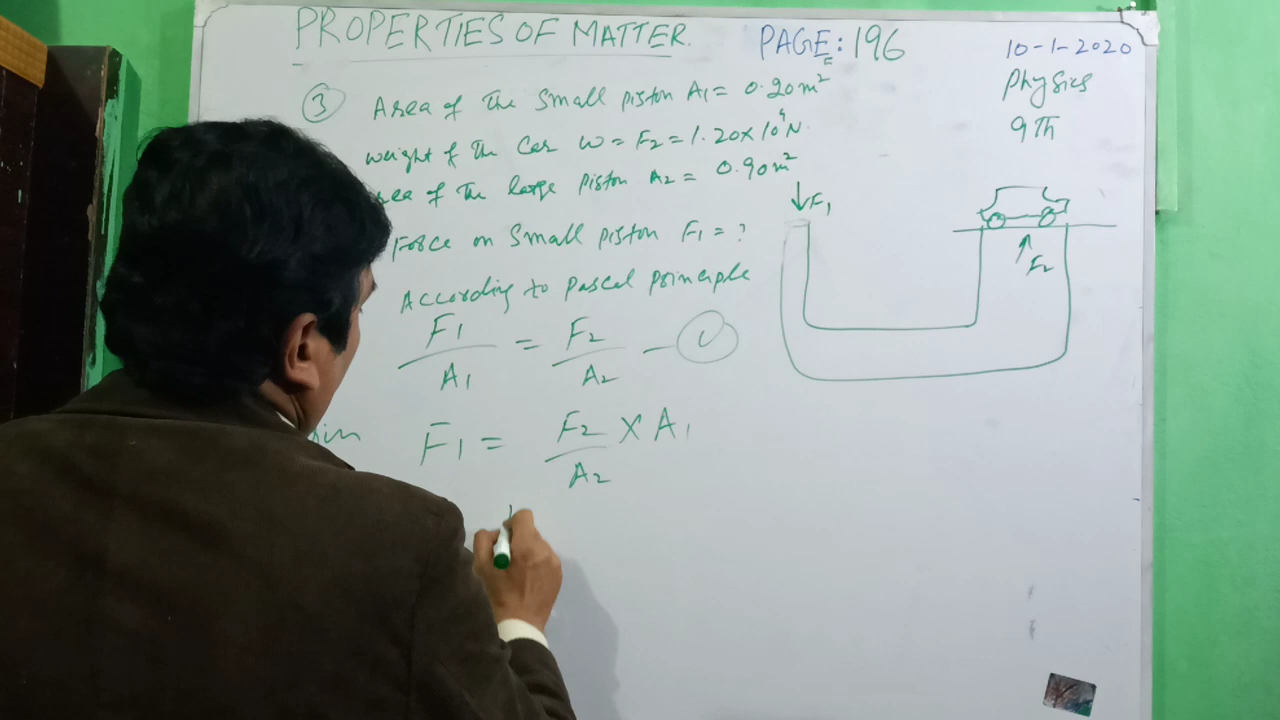 PROPERTIES OF MATTER.
PAGE: 196
10-1-2020
Physics
9Th
③ Area of the Small piston A₁ = 0.20m²
weight of the Car w = F₂ = 1.20×10⁴N.
rea of the large piston A₂ = 0.90m²
Force on Small piston F₁ = ?
According to pascal principle
F₁/A₁ = F₂/A₂ —
F₁ = F₂/A₂ × A₁
↓F₁
↑F₂